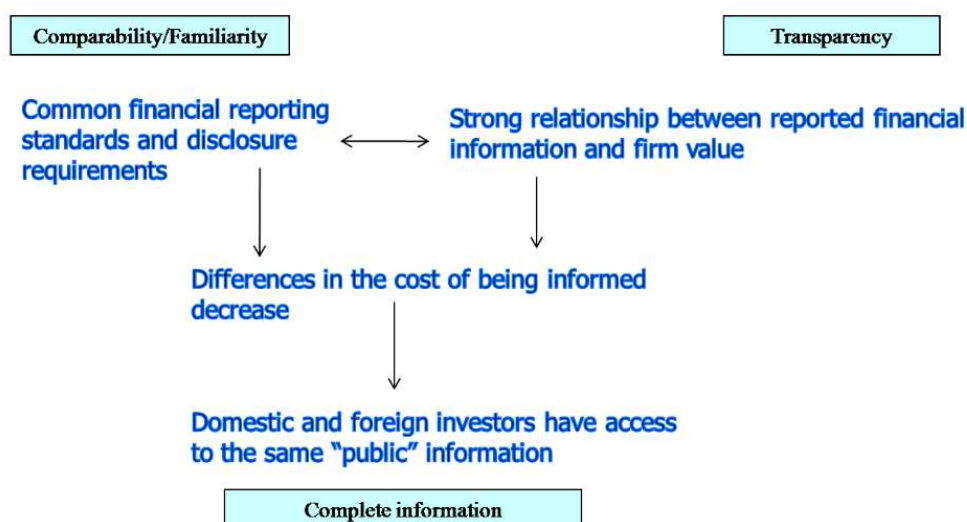 Comparability/Familiarity
Transparency
Common financial reporting
standards and disclosure
requirements
Strong relationship between reported financial
information and firm value
Differences in the cost of being informed
decrease
Domestic and foreign investors have access
to the same “public” information
Complete information